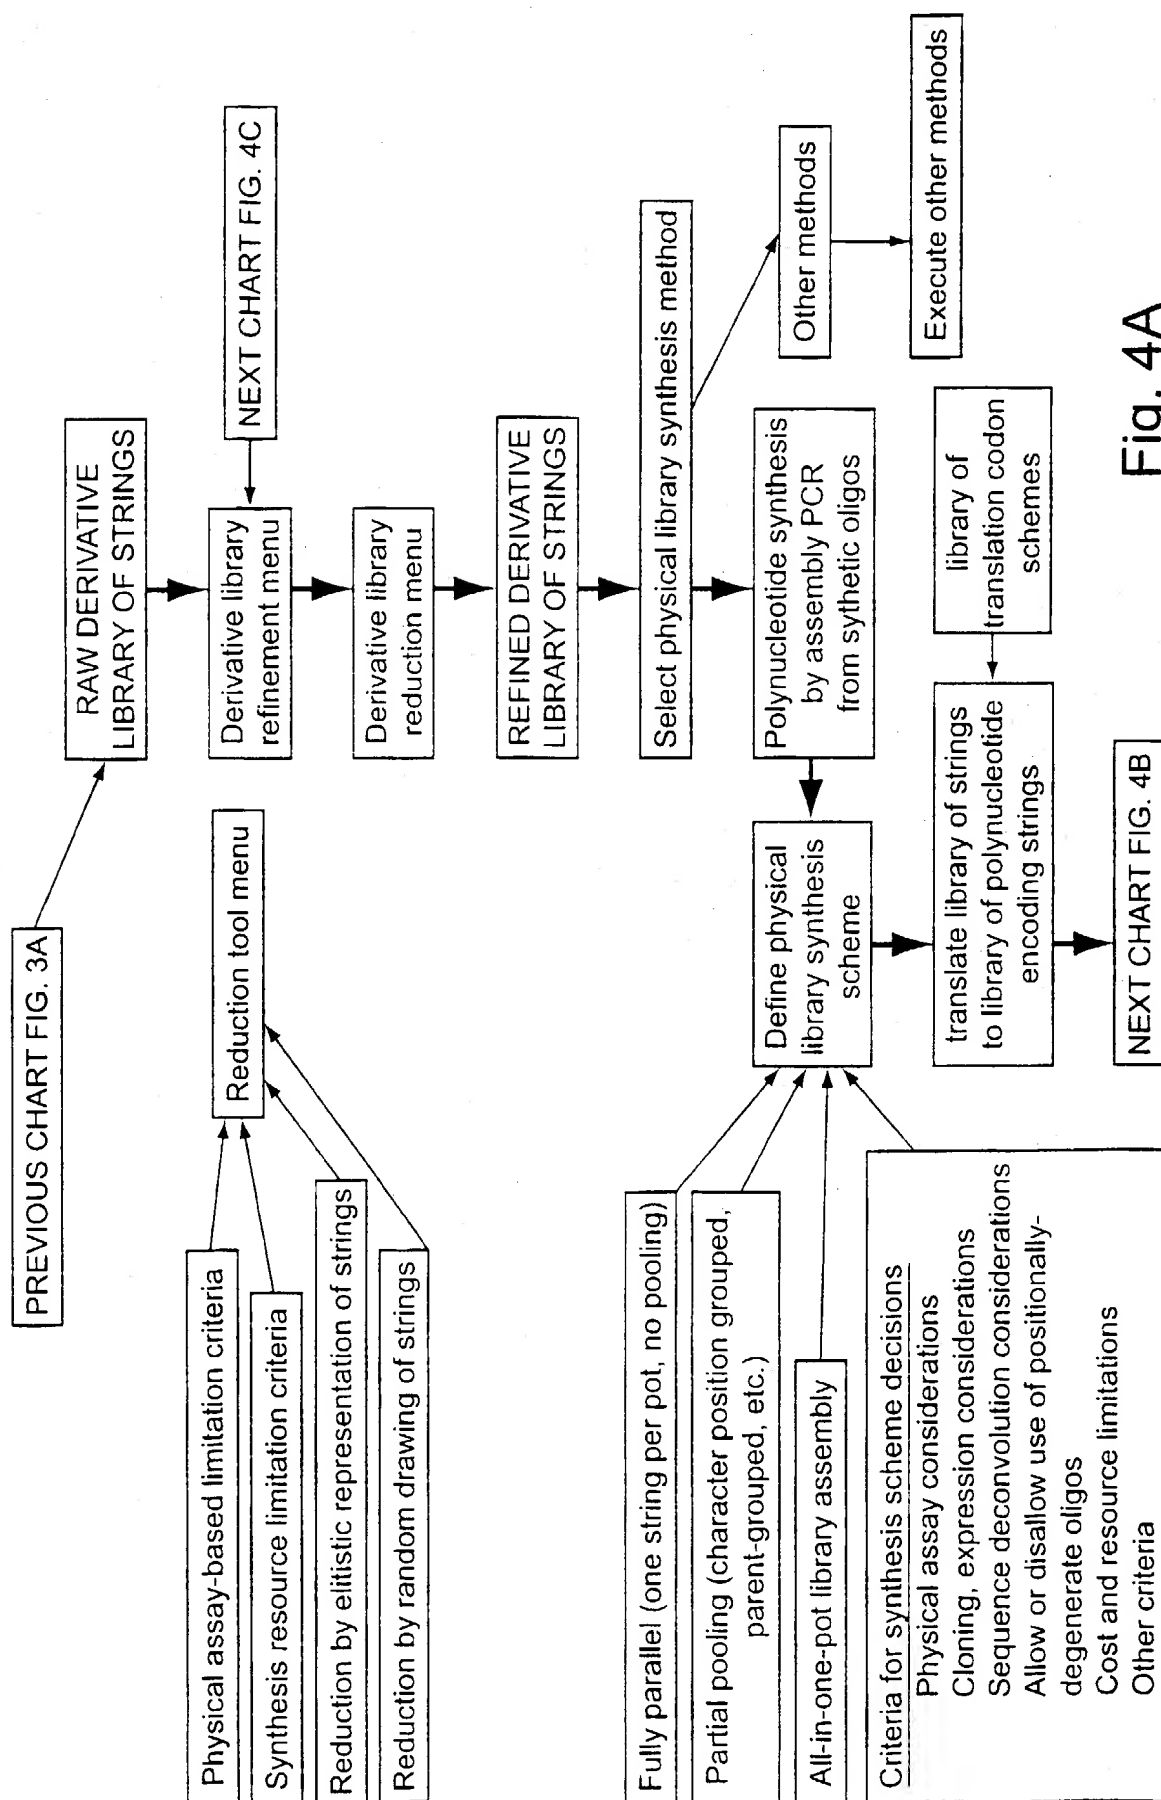 PREVIOUS CHART FIG. 3A
RAW DERIVATIVE
LIBRARY OF STRINGS
Physical assay-based limitation criteria
Synthesis resource limitation criteria
Reduction by elitistic representation of strings
Reduction by random drawing of strings
Reduction tool menu
Derivative library
refinement menu
NEXT CHART FIG. 4C
Derivative library
reduction menu
REFINED DERIVATIVE
LIBRARY OF STRINGS
Select physical library synthesis method
Other methods
Execute other methods
Fully parallel (one string per pot, no pooling)
Partial pooling (character position grouped,
parent-grouped, etc.)
All-in-one-pot library assembly
Criteria for synthesis scheme decisions
Physical assay considerations
Cloning, expression considerations
Sequence deconvolution considerations
Allow or disallow use of positionally-
degenerate oligos
Cost and resource limitations
Other criteria
Define physical
library synthesis
scheme
Polynucleotide synthesis
by assembly PCR
from sythetic oligos
translate library of strings
to library of polynucleotide
encoding strings
library of
translation codon
schemes
NEXT CHART FIG. 4B
Fig. 4A